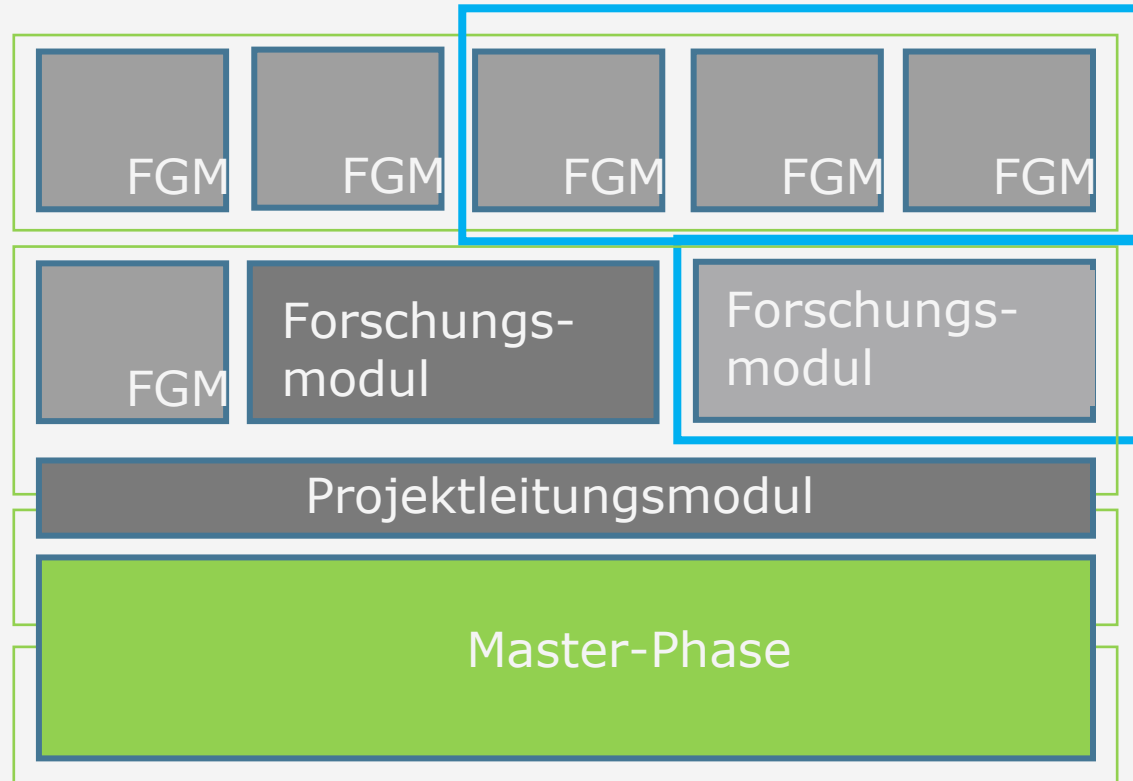 FGM
FGM
FGM
FGM
FGM
FGM
Forschungs-
modul
Forschungs-
modul
Projektleitungsmodul
Master-Phase